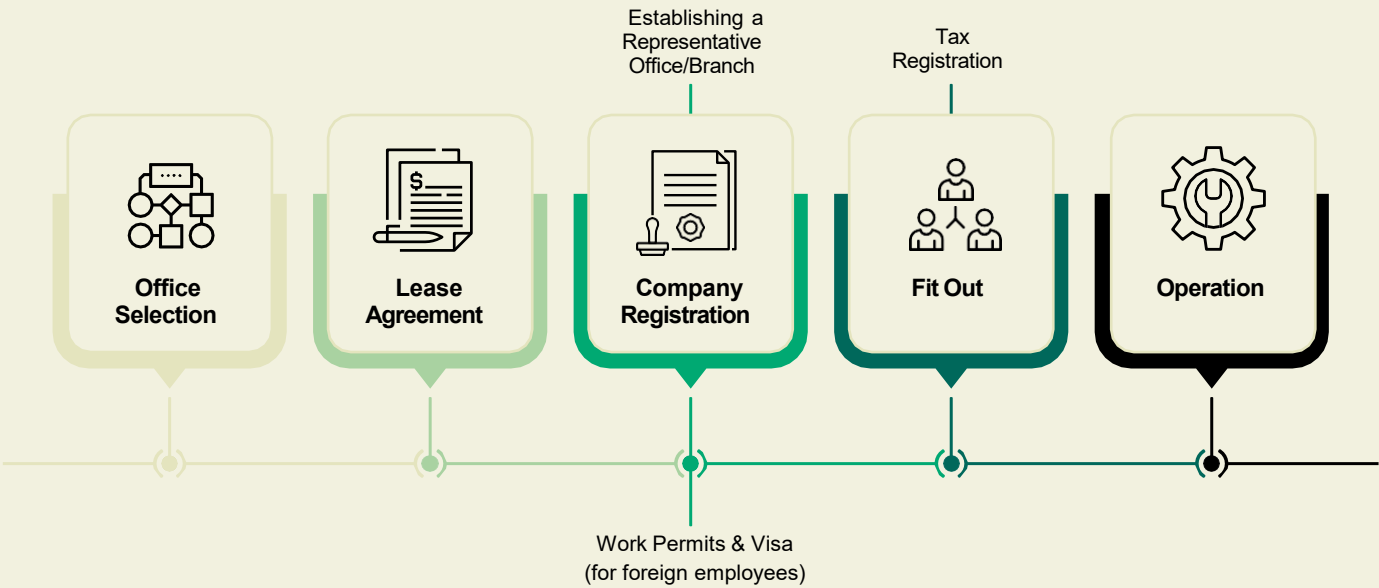 Establishing a
Representative
Office/Branch
Tax
Registration
Office
Selection
$
Lease
Agreement
Company
Registration
Fit Out
Operation
Work Permits & Visa
(for foreign employees)